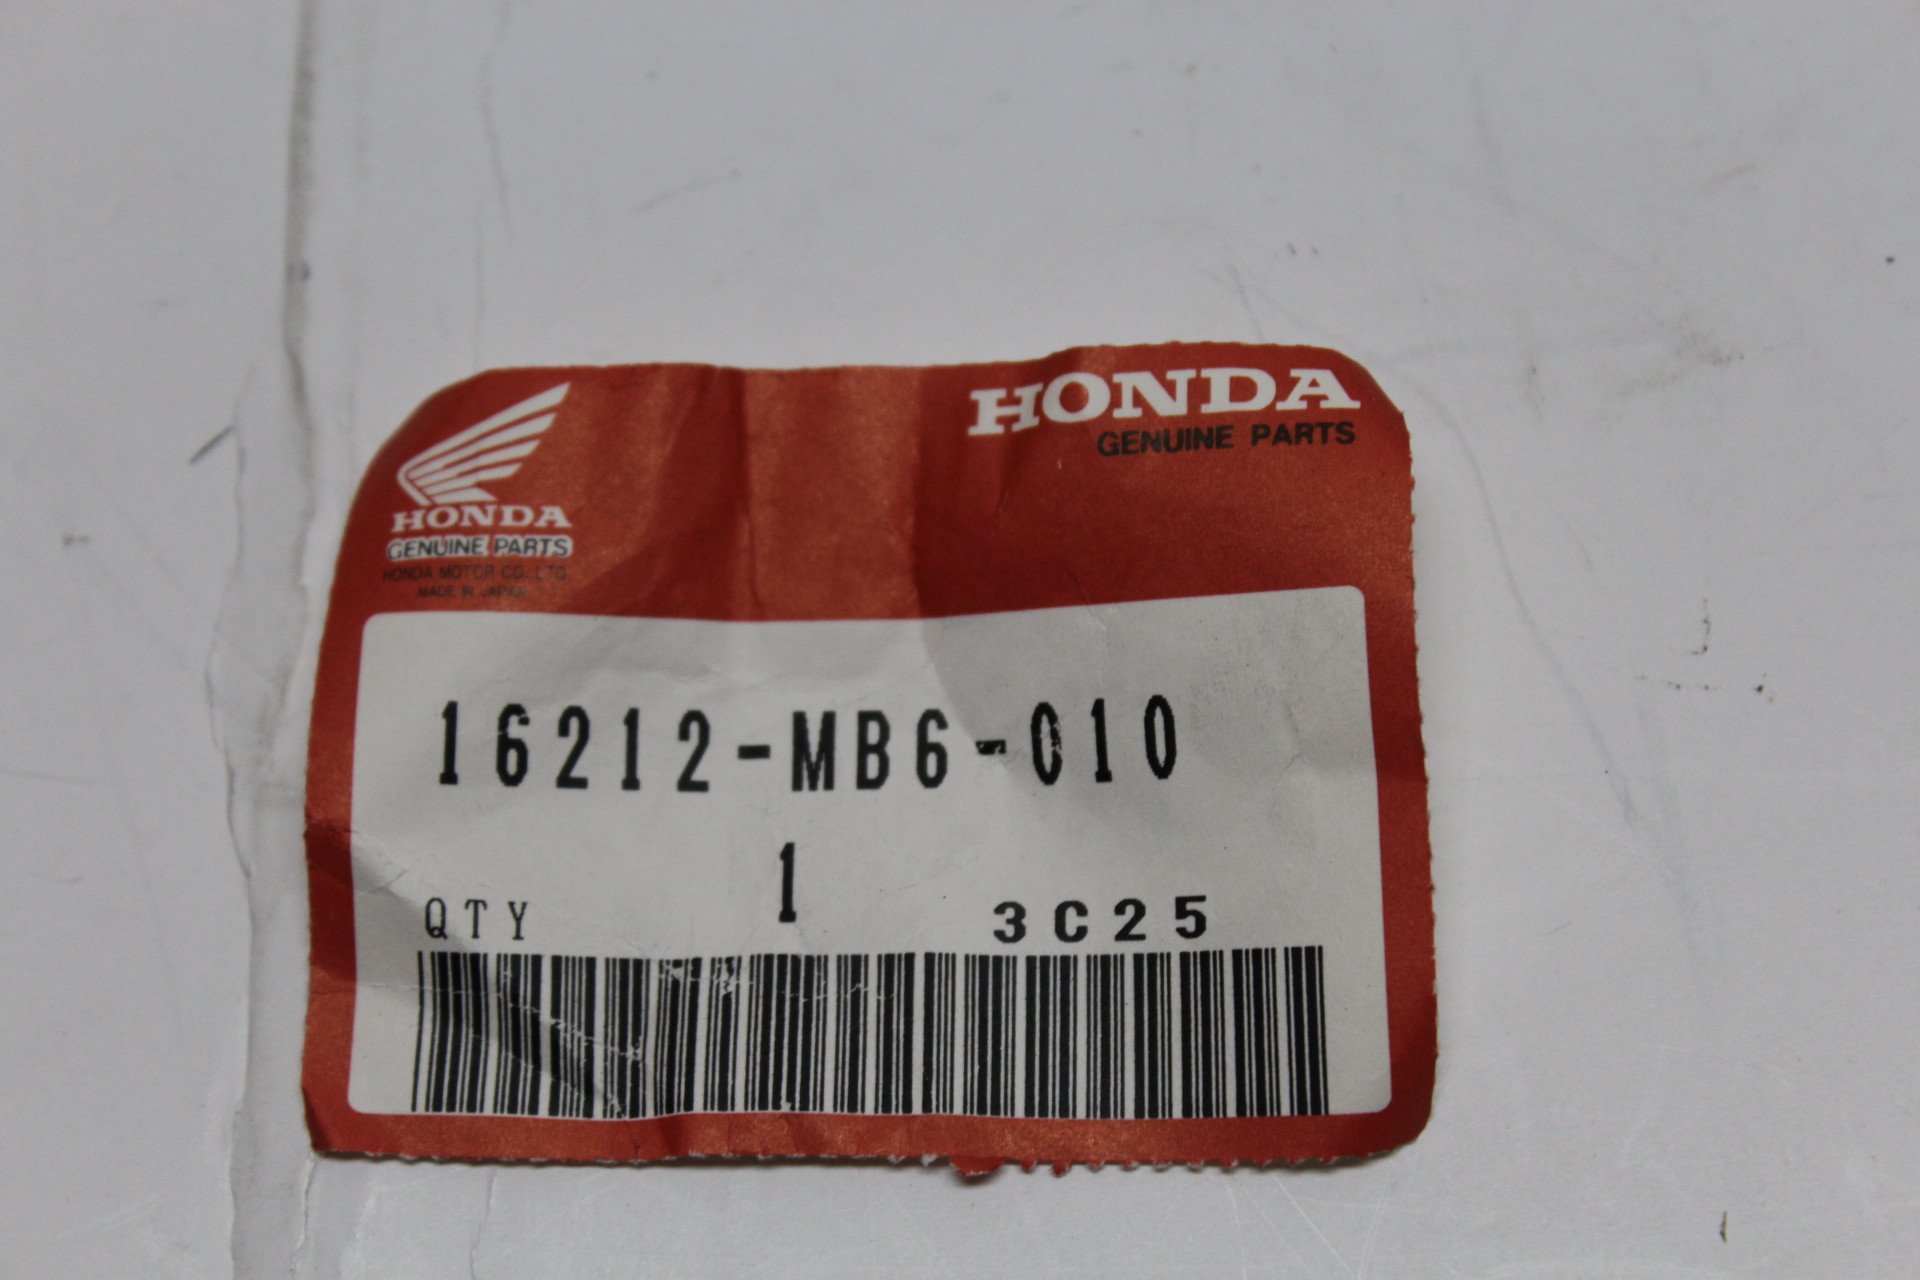 HONDA
GENUINE PARTS
HONDA MOTOR CO., LTD.
MADE IN JAPAN
HONDA
GENUINE PARTS
16212-MB6-010
1
QTY 3C25